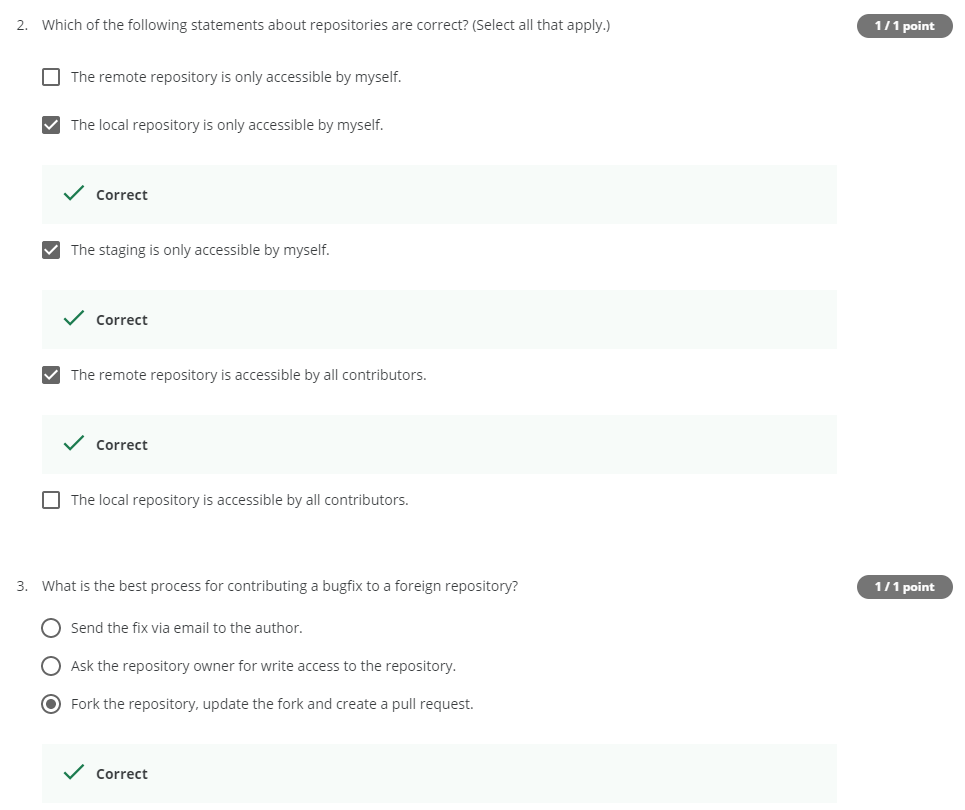 2. Which of the following statements about repositories are correct? (Select all that apply.)
1 / 1 point
The remote repository is only accessible by myself.
The local repository is only accessible by myself.
Correct
The staging is only accessible by myself.
Correct
The remote repository is accessible by all contributors.
Correct
The local repository is accessible by all contributors.
3. What is the best process for contributing a bugfix to a foreign repository?
1 / 1 point
Send the fix via email to the author.
Ask the repository owner for write access to the repository.
Fork the repository, update the fork and create a pull request.
Correct